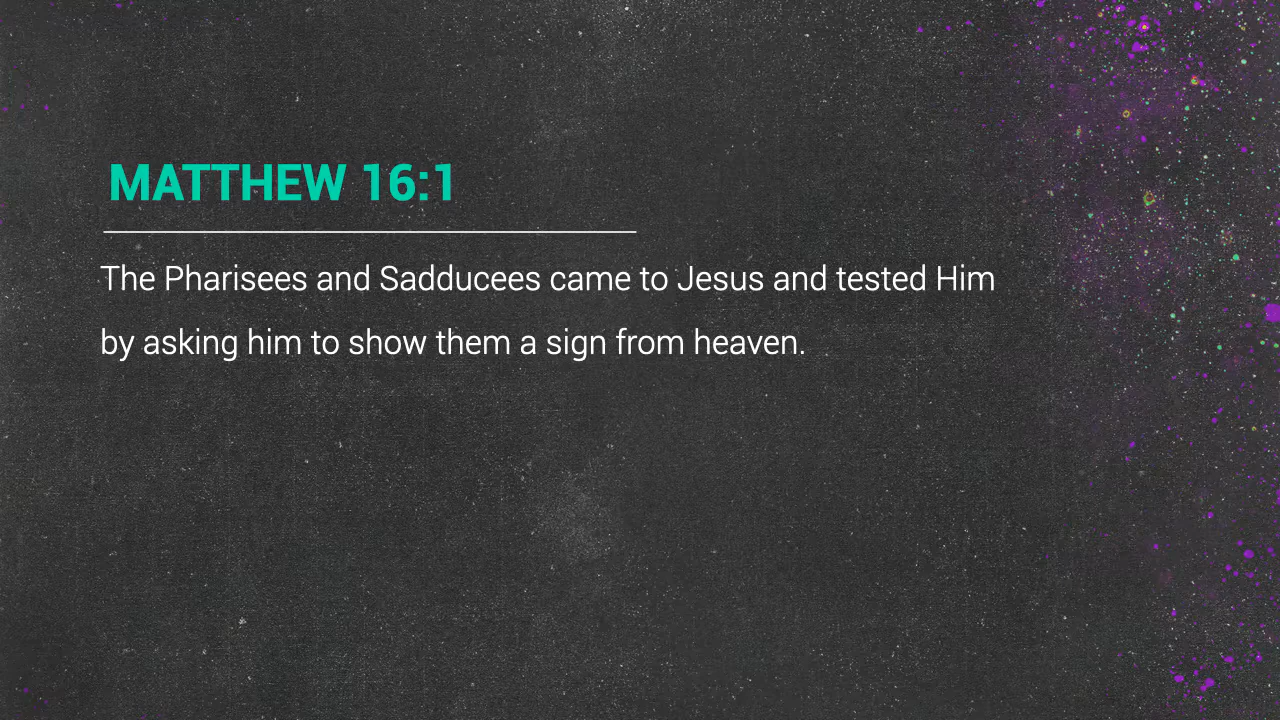 MATTHEW 16:1
The Pharisees and Sadducees came to Jesus and tested Him
by asking him to show them a sign from heaven.